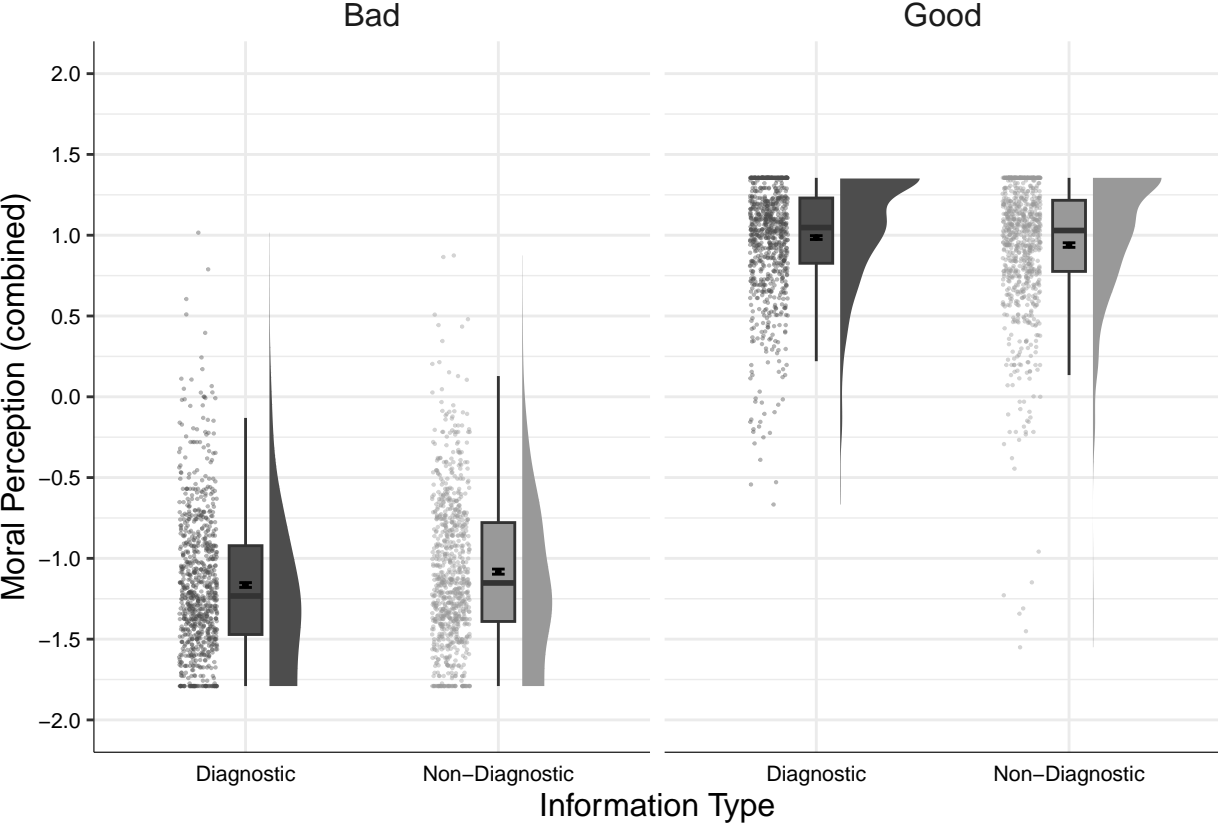 Bad
Good
Moral Perception (combined)
2.0
1.5
1.0
0.5
0.0
−0.5
−1.0
−1.5
−2.0
Diagnostic
Non−Diagnostic
Diagnostic
Non−Diagnostic
Information Type